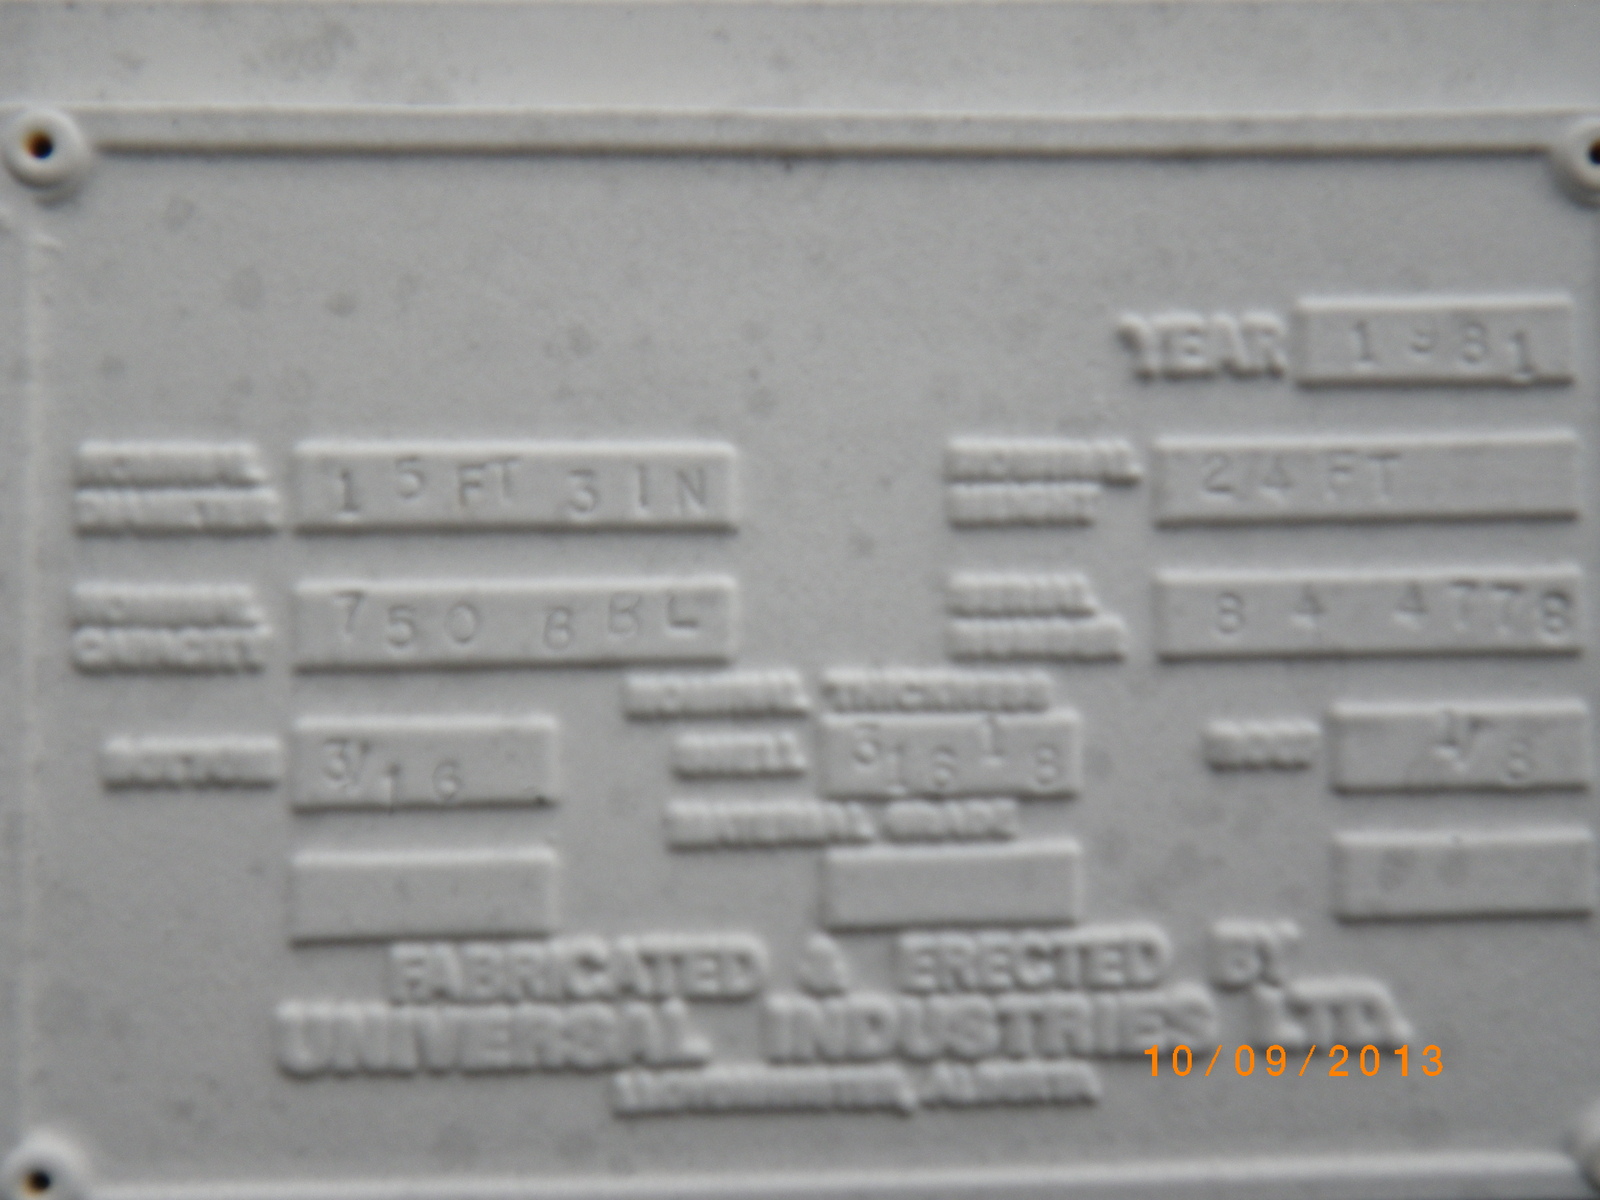 YEAR 1981
NOMINAL DIAMETER 15 FT 3 IN NOMINAL HEIGHT 24 FT
NOMINAL CAPACITY 750 BBL SERIAL NUMBER 84 4778
NOMINAL THICKNESS
BOTTOM 3/16 SHELL 3 16 1 8 ROOF 1/8
MATERIAL GRADE
FABRICATED & ERECTED BY
UNIVERSAL INDUSTRIES LTD.
LLOYDMINSTER, ALBERTA
10/09/2013